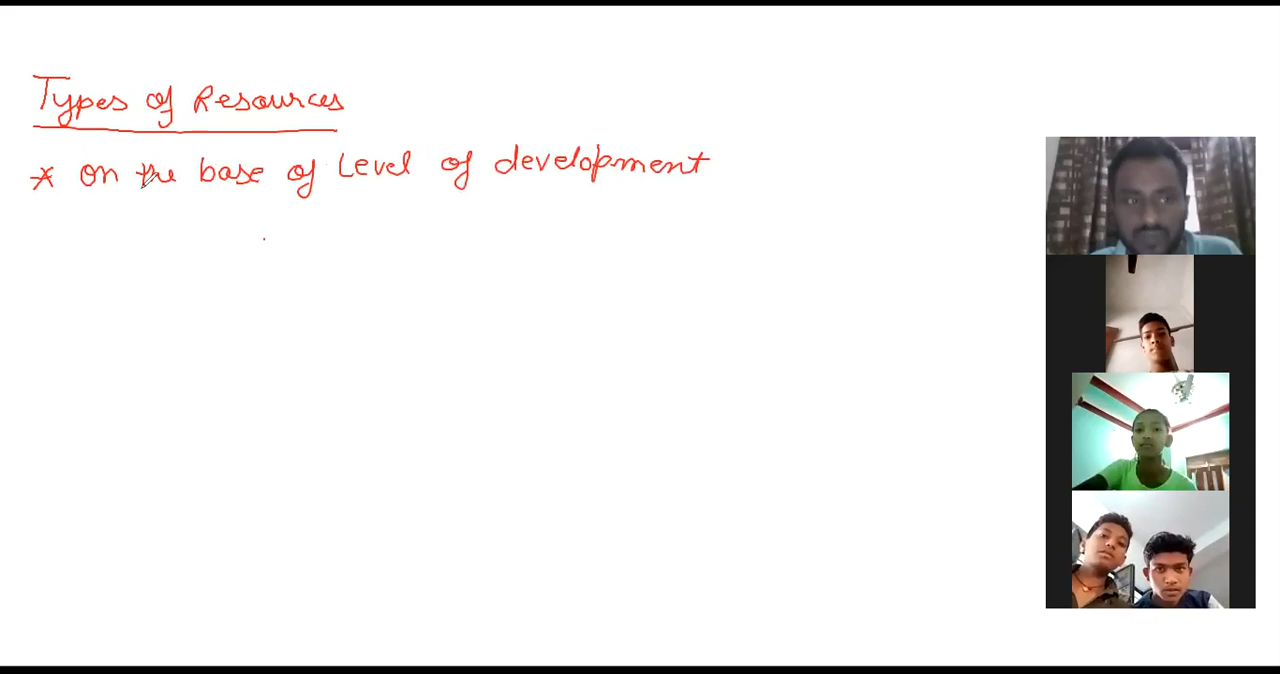 Types of Resources
* on the base of Level of development